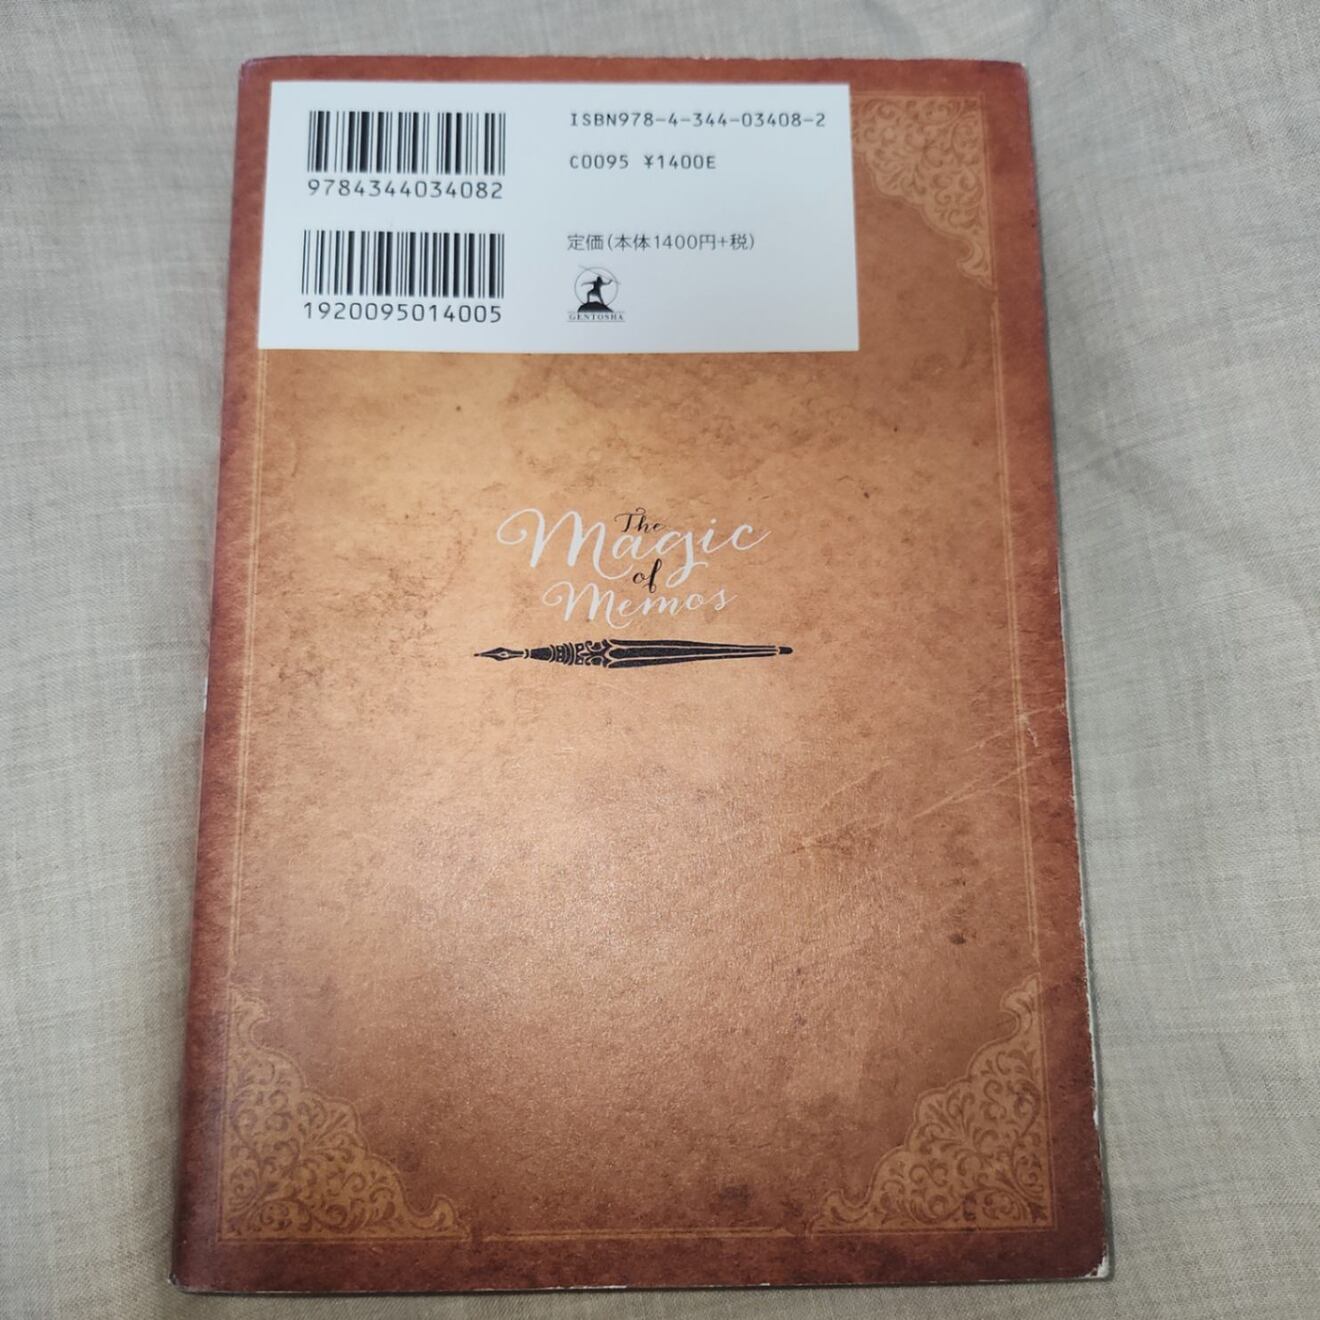 ISBN978-4-344-03408-2
C0095 ¥1400E
9784344034082
定価(本体1400円+税)
1920095014005
GENTOSHA
The
Magic
of
Memos